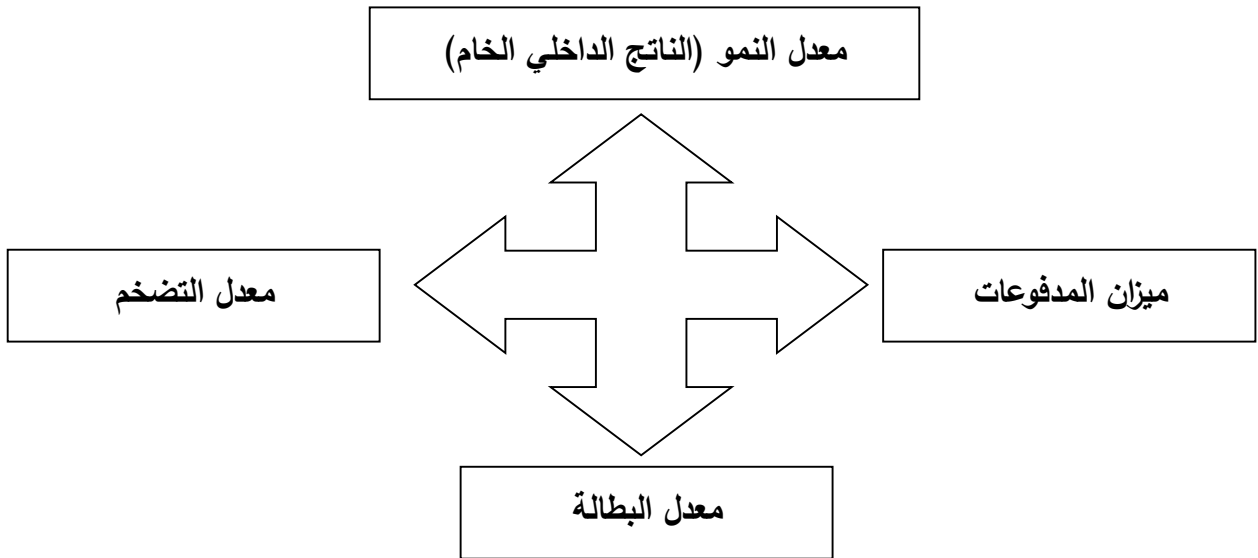 معدل النمو (الناتج الداخلي الخام)
ميزان المدفوعات
معدل التضخم
معدل البطالة